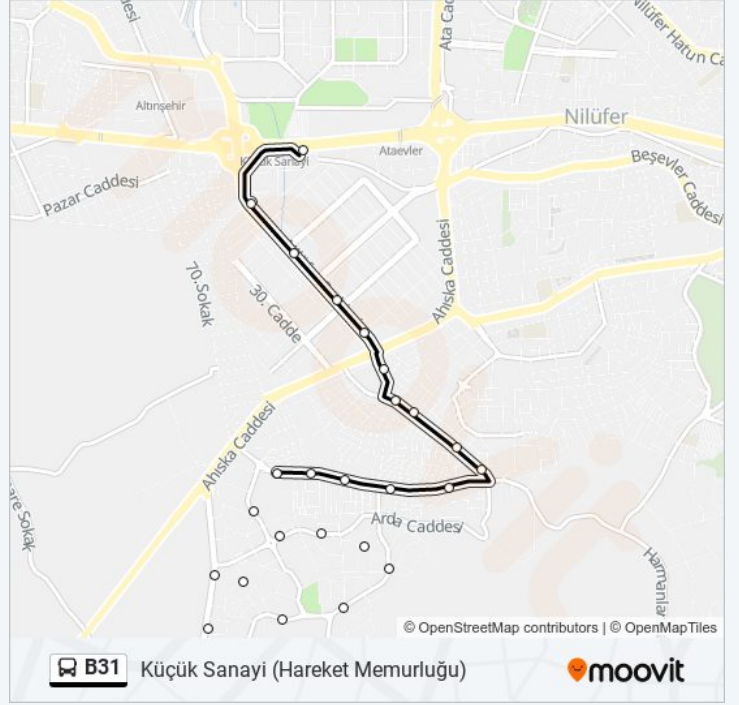 Ata Caddesi
Nilüfer Hatun Ca
Altınşehir
Nilüfer
Küçük Sanayi
Ataevler
Beşevler Caddesi
Pazar Caddesi
70. Sokak
30. Cadde
Ahıska Caddesi
Ahıska Caddesi
Arda Caddesi
are Sokak
Harmanlar
© OpenStreetMap contributors | © OpenMapTiles
B31 Küçük Sanayi (Hareket Memurluğu)
moovit